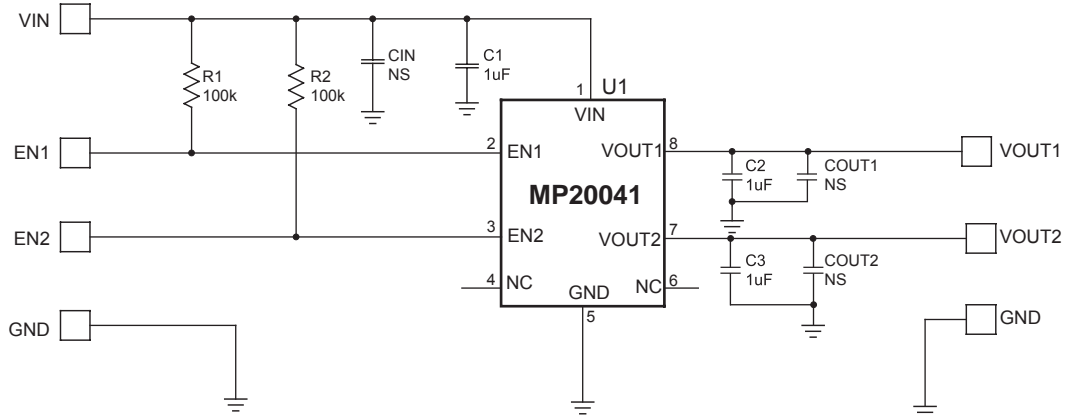 VIN
R1
100k
R2
100k
CIN
NS
C1
1uF
1
U1
VIN
EN1
2
EN1
VOUT1
8
VOUT1
C2
1uF
COUT1
NS
MP20041
EN2
3
EN2
VOUT2
7
VOUT2
C3
1uF
COUT2
NS
4
NC
NC
6
GND
5
GND
GND